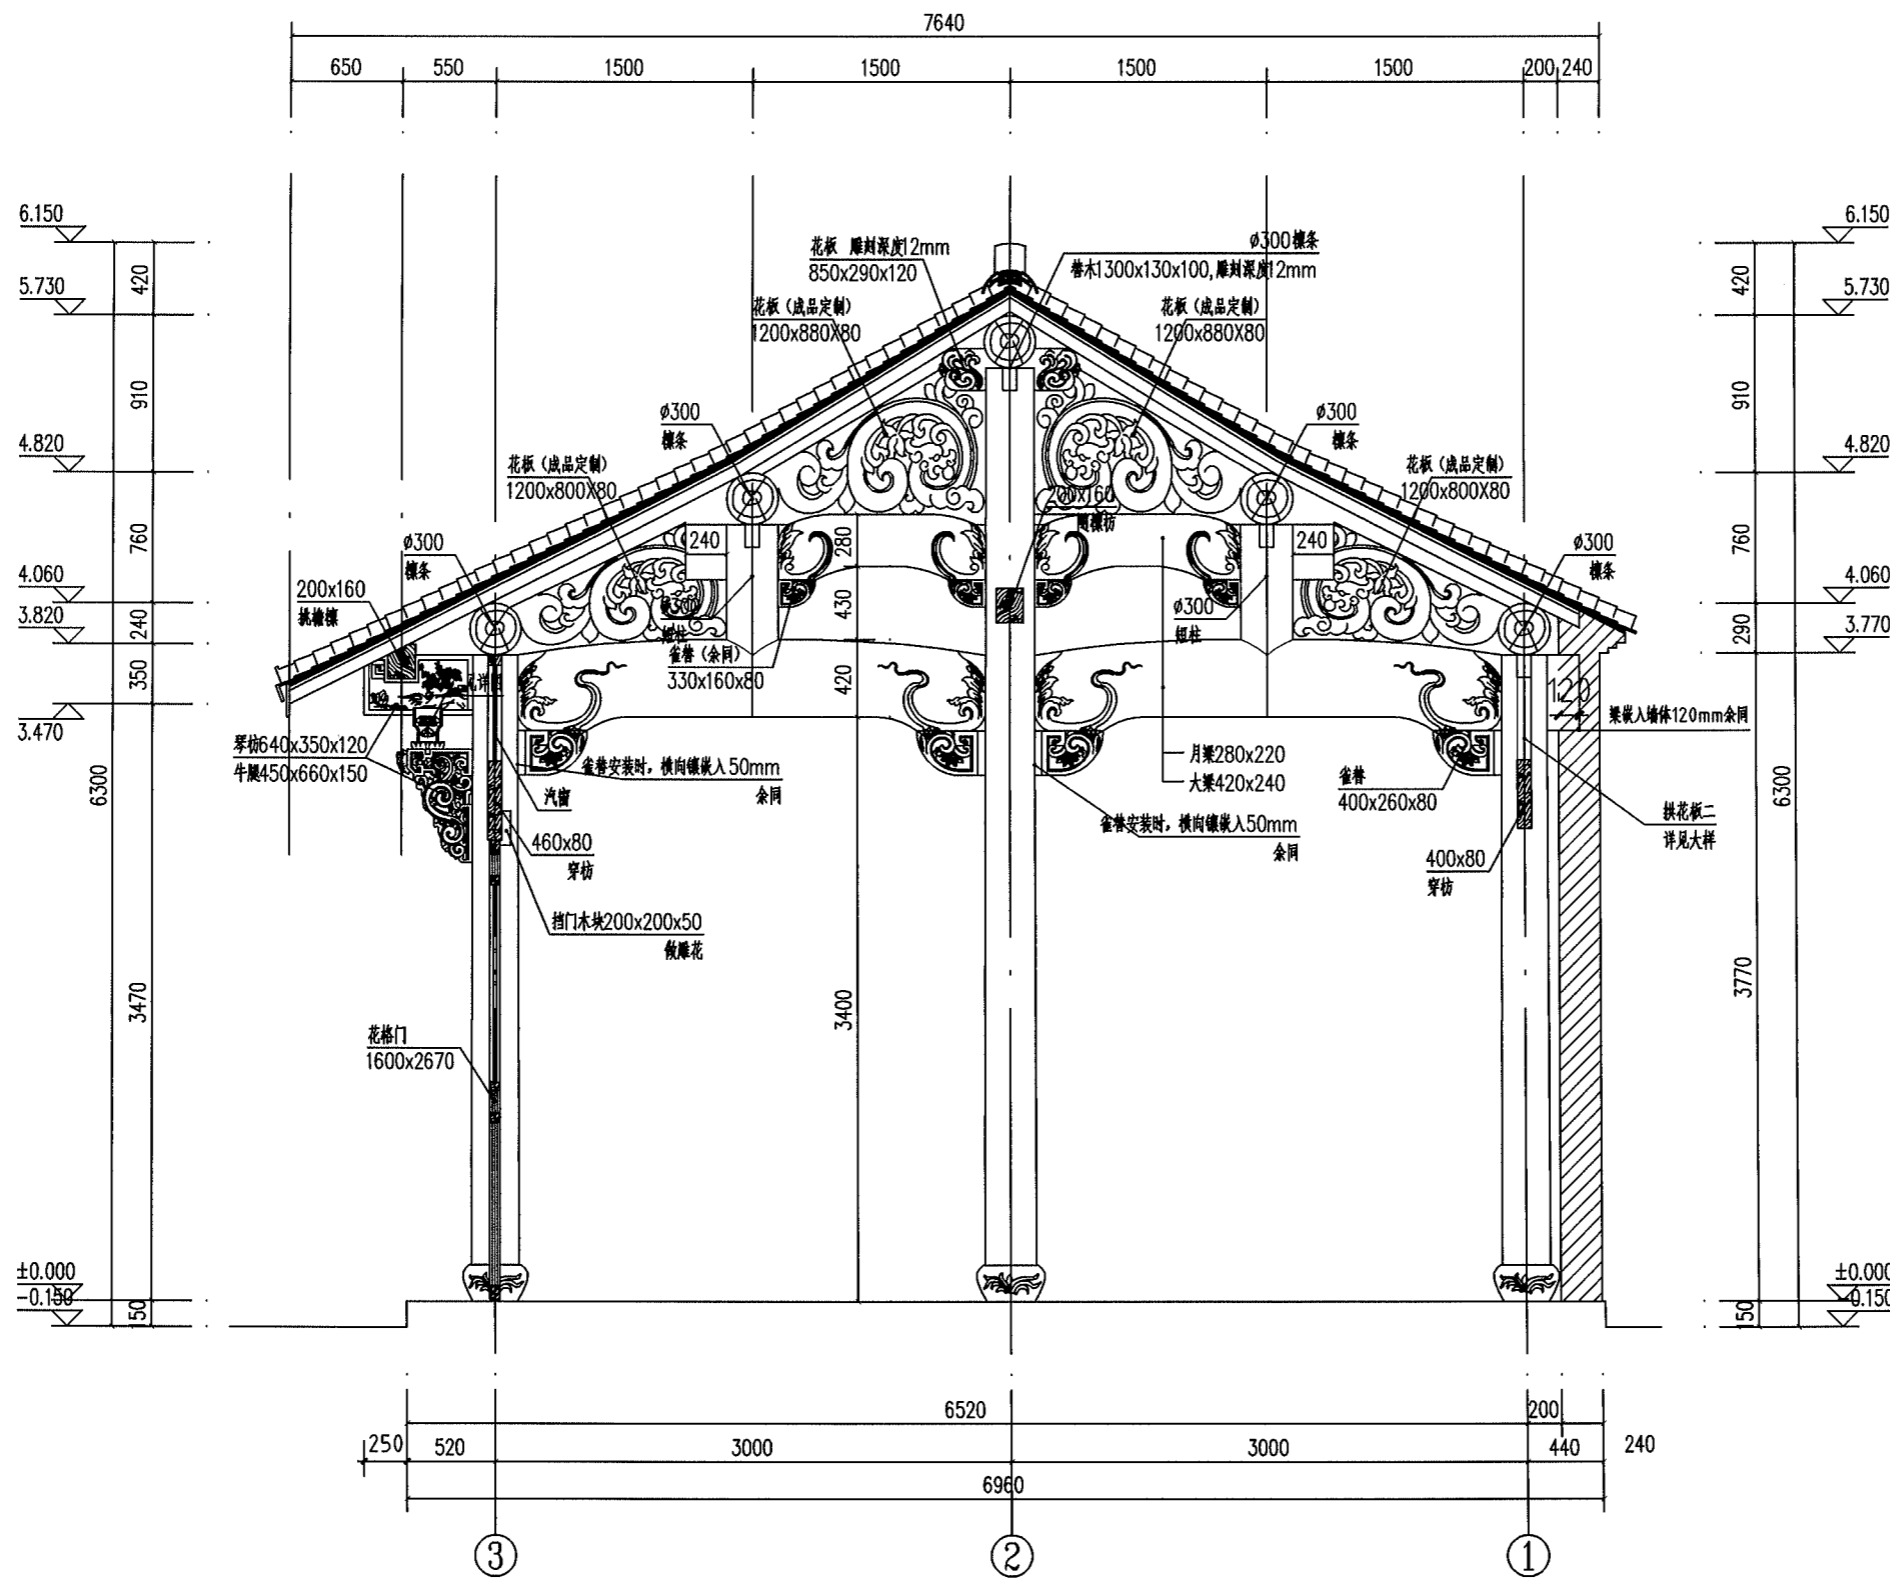 7640
650 550 1500 1500 1500 1500 200 240
6.150
5.730
4.820
4.060
3.820
3.470
±0.000
-0.150
420
910
760
240
350
3470
150
6300
花板 雕刻深度12mm
850x290x120
ø300檩条
替木1300x130x100,雕刻深度12mm
花板(成品定制)
1200x880X80
花板(成品定制)
1200x880X80
ø300
檩条
ø300
檩条
花板(成品定制)
1200x800X80
花板(成品定制)
1200x800X80
200x160
随檩枋
ø300
檩条
ø300
檩条
240
280
240
200x160
挑檐檩
ø300
短柱
430
ø300
短柱
雀替(余同)
330x160x80
420
见详图
120
梁嵌入墙体120mm余同
琴枋640x350x120
牛腿450x660x150
雀替安装时,横向镶嵌入50mm
余同
汽窗
月梁280x220
大梁420x240
雀替
400x260x80
雀替安装时,横向镶嵌入50mm
余同
拱花板二
详见大样
460x80
穿枋
400x80
穿枋
挡门木块200x200x50
做雕花
3400
花格门
1600x2670
6.150
5.730
4.820
4.060
3.770
±0.000
-0.150
420
910
760
290
3770
150
6300
6520 200
250 520 3000 3000 440 240
6960
3 2 1